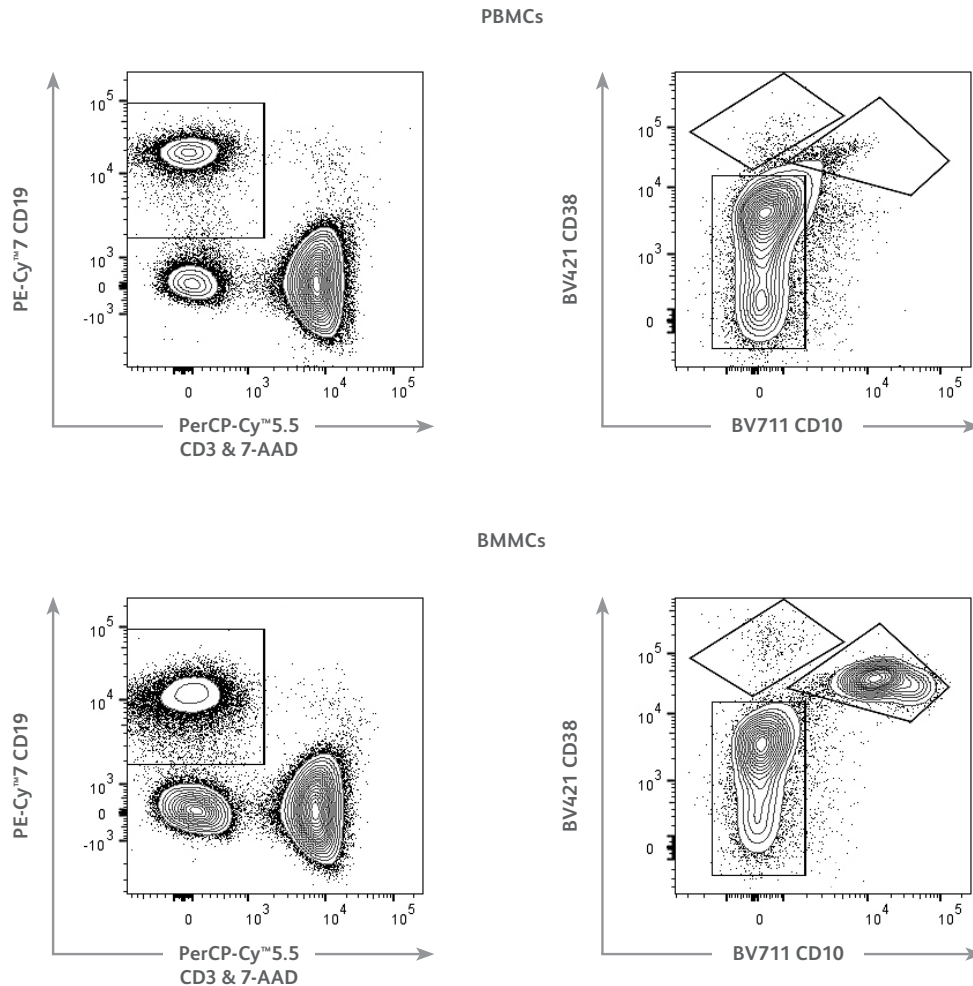 PBMCs
PE-Cy™7 CD19
10^5
10^4
10^3
0
-10^3
0
10^3
10^4
10^5
PerCP-Cy™5.5
CD3 & 7-AAD
BV421 CD38
10^5
10^4
10^3
0
0
10^4
10^5
BV711 CD10
BMMCs
PE-Cy™7 CD19
10^5
10^4
10^3
0
-10^3
0
10^3
10^4
10^5
PerCP-Cy™5.5
CD3 & 7-AAD
BV421 CD38
10^5
10^4
10^3
0
0
10^4
10^5
BV711 CD10